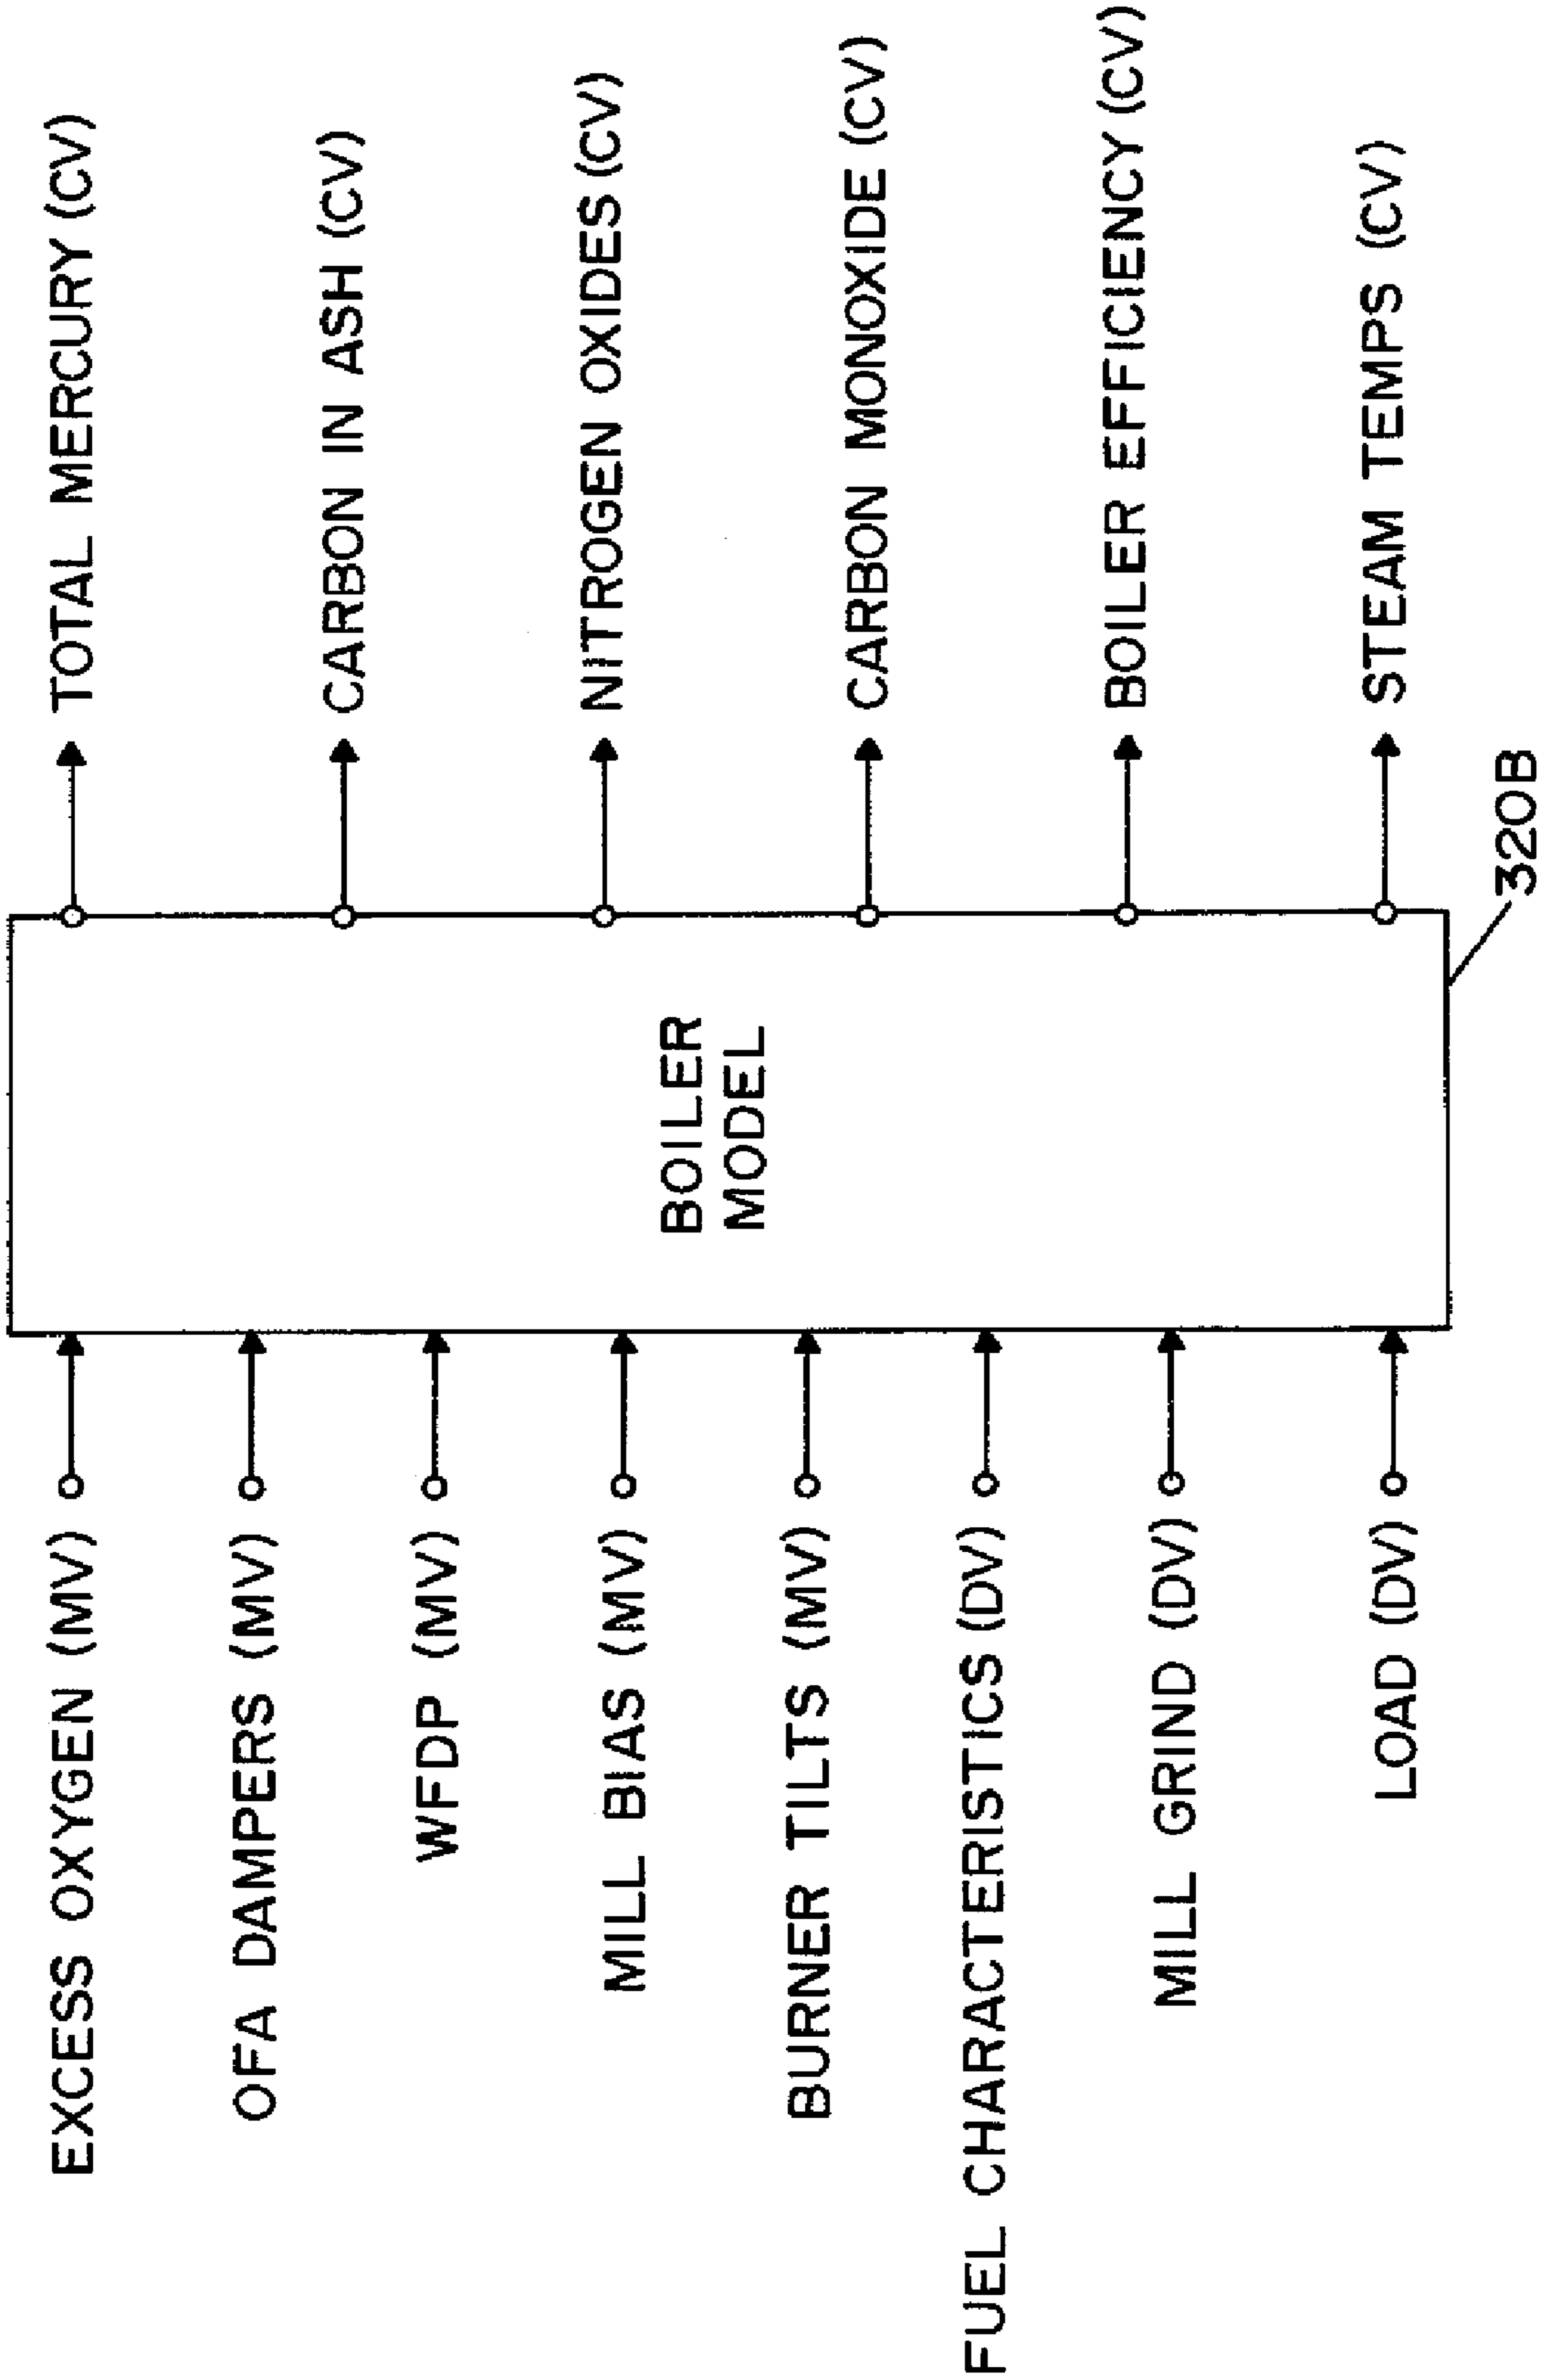 EXCESS OXYGEN (MV)
OFA DAMPERS (MV)
WFDP (MV)
MILL BIAS (MV)
BURNER TILTS (MV)
FUEL CHARACTERISTICS (DV)
MILL GRIND (DV)
LOAD (DV)
BOILER
MODEL
TOTAL MERCURY (CV)
CARBON IN ASH (CV)
NITROGEN OXIDES (CV)
CARBON MONOXIDE (CV)
BOILER EFFICIENCY (CV)
STEAM TEMPS (CV)
320B